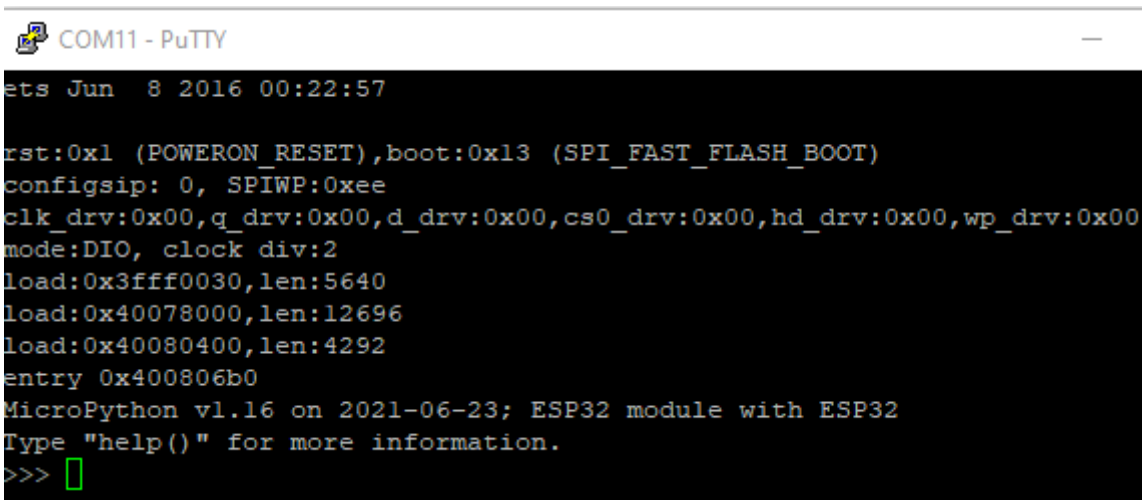 COM11 - PuTTY
ets Jun  8 2016 00:22:57
rst:0x1 (POWERON_RESET),boot:0x13 (SPI_FAST_FLASH_BOOT)
configsip: 0, SPIWP:0xee
clk_drv:0x00,q_drv:0x00,d_drv:0x00,cs0_drv:0x00,hd_drv:0x00,wp_drv:0x00
mode:DIO, clock div:2
load:0x3fff0030,len:5640
load:0x40078000,len:12696
load:0x40080400,len:4292
entry 0x400806b0
MicroPython v1.16 on 2021-06-23; ESP32 module with ESP32
Type "help()" for more information.
>>>